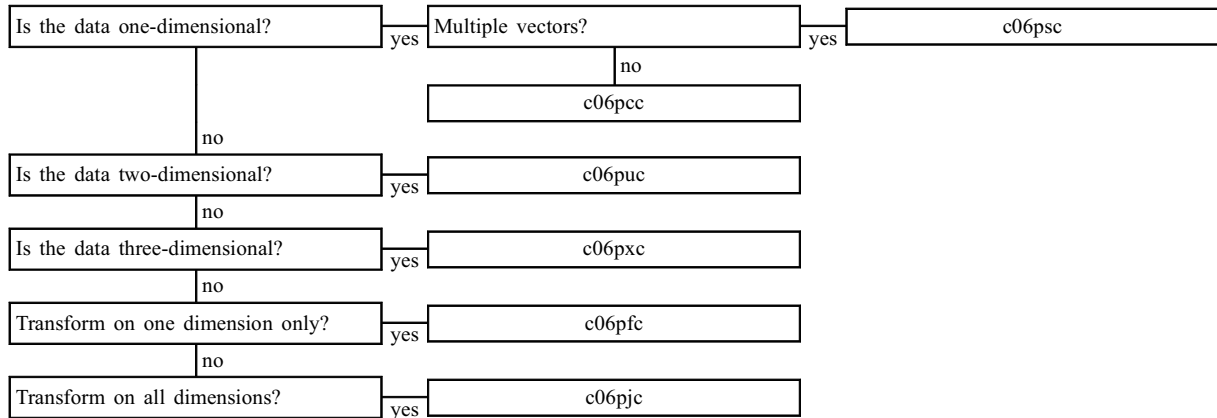 Is the data one-dimensional?
yes
Multiple vectors?
yes
c06psc
no
c06pcc
no
Is the data two-dimensional?
yes
c06puc
no
Is the data three-dimensional?
yes
c06pxc
no
Transform on one dimension only?
yes
c06pfc
no
Transform on all dimensions?
yes
c06pjc